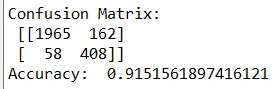 Confusion Matrix:
[[1965 162]
[ 58 408]]
Accuracy: 0.9151561897416121